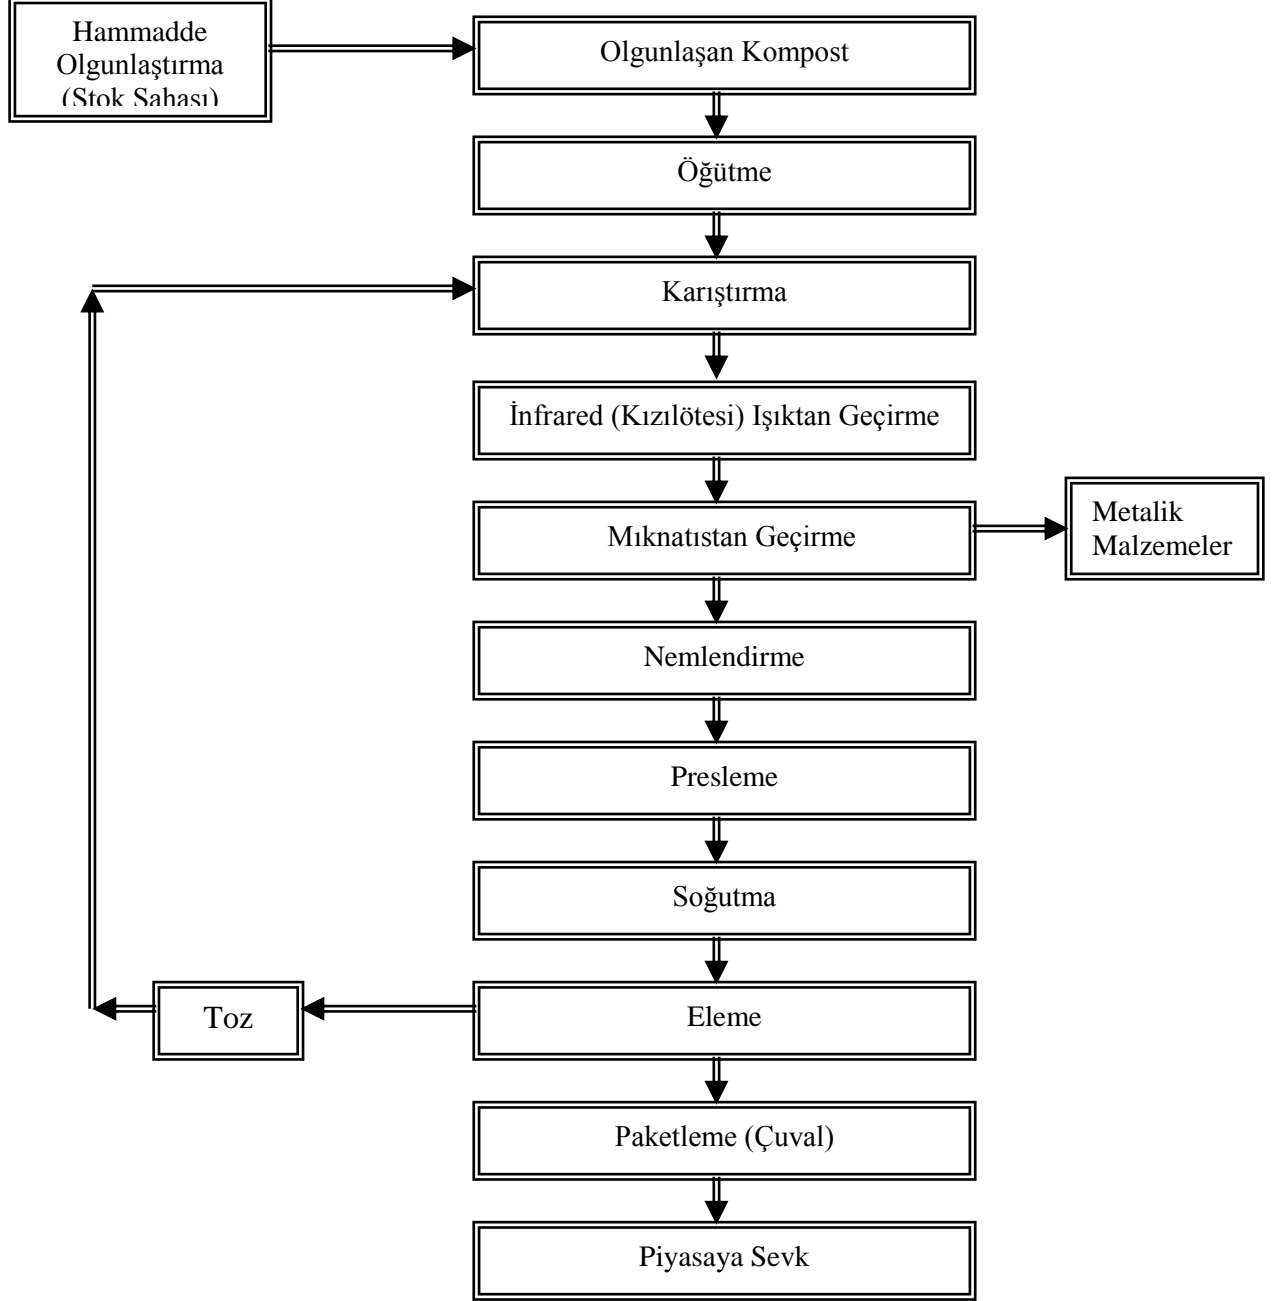 Hammadde
Olgunlaştırma
(Stok Sahası)
Olgunlaşan Kompost
Öğütme
Karıştırma
İnfrared (Kızılötesi) Işıktan Geçirme
Mıknatıstan Geçirme
Metalik
Malzemeler
Nemlendirme
Presleme
Soğutma
Toz
Eleme
Paketleme (Çuval)
Piyasaya Sevk